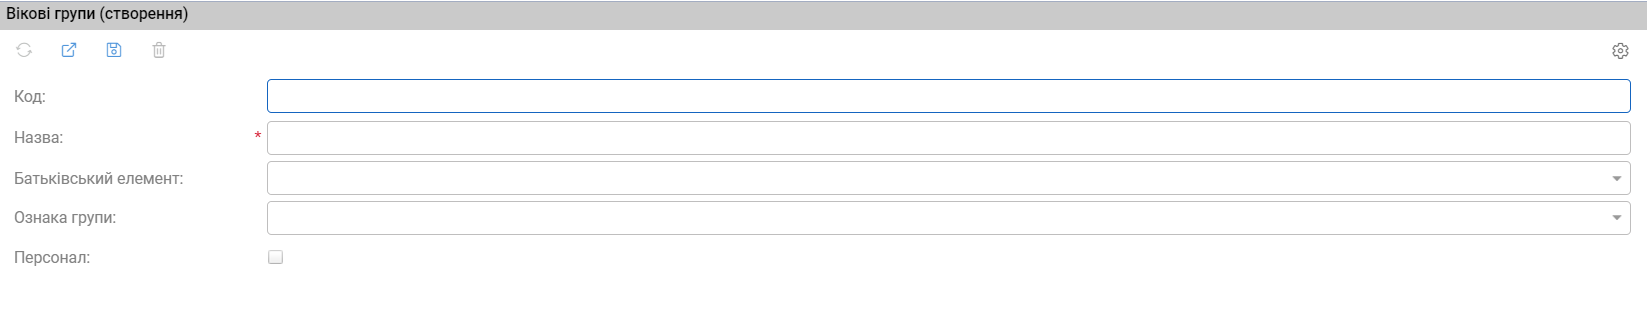 Вікові групи (створення)
Код:
Назва: *
Батьківський елемент:
Ознака групи:
Персонал: